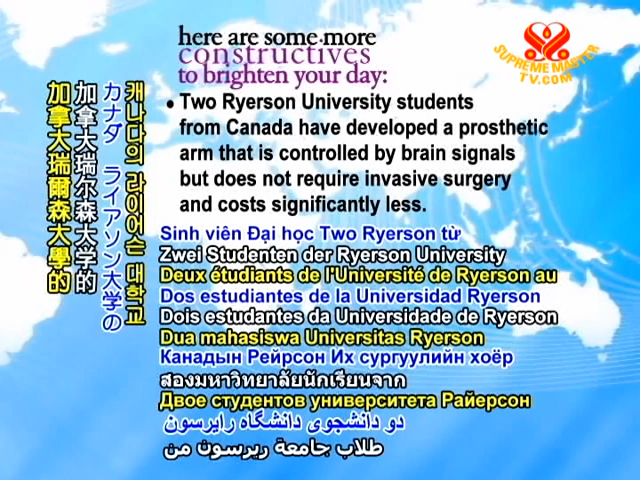 here are some more
constructives
to brighten your day:
SUPREME MASTER
TV.COM
• Two Ryerson University students
from Canada have developed a prosthetic
arm that is controlled by brain signals
but does not require invasive surgery
and costs significantly less.
캐나다의 라이어슨 대학교
カナダ ライアソン大学の
加拿大瑞尔森大学的
加拿大瑞爾森大學的
Sinh viên Đại học Two Ryerson từ
Zwei Studenten der Ryerson University
Deux étudiants de l'Université de Ryerson au
Dos estudiantes de la Universidad Ryerson
Dois estudantes da Universidade de Ryerson
Dua mahasiswa Universitas Ryerson
Канадын Рейрсон Их сургуулийн хоёр
สองมหาวิทยาลัยนักเรียนจาก
Двое студентов университета Райерсон
دو دانشجوی دانشگاه رایرسون
طلاب جامعة ريرسون من